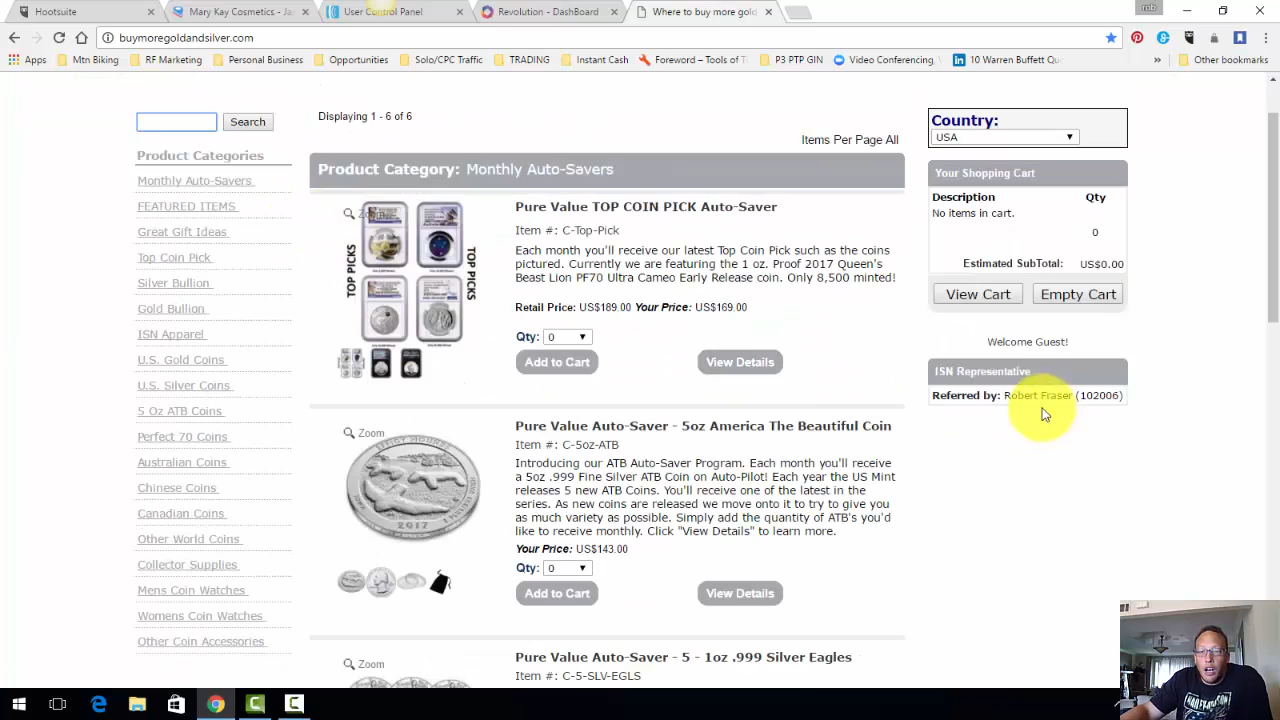 Hootsuite
Mary Kay Cosmetics - Ja
User Control Panel
Revolution - DashBoard
Where to buy more gold
rob
buymoregoldandsilver.com
Apps
Mtn Biking
RF Marketing
Personal Business
Opportunities
Solo/CPC Traffic
TRADING
Instant Cash
Foreword – Tools of T
P3 PTP GIN
Video Conferencing,
10 Warren Buffett Quo
»
Other bookmarks
Search
Displaying 1 - 6 of 6
Items Per Page All
Country:
USA
Product Categories
Monthly Auto-Savers
FEATURED ITEMS
Great Gift Ideas
Top Coin Pick
Silver Bullion
Gold Bullion
ISN Apparel
U.S. Gold Coins
U.S. Silver Coins
5 Oz ATB Coins
Perfect 70 Coins
Australian Coins
Chinese Coins
Canadian Coins
Other World Coins
Collector Supplies
Mens Coin Watches
Womens Coin Watches
Other Coin Accessories
Product Category: Monthly Auto-Savers
Zoom
TOP PICKS
TOP PICKS
Pure Value TOP COIN PICK Auto-Saver
Item #: C-Top-Pick
Each month you'll receive our latest Top Coin Pick such as the coins
pictured. Currently we are featuring the 1 oz. Proof 2017 Queen's
Beast Lion PF70 Ultra Cameo Early Release coin. Only 8,500 minted!
Retail Price: US$189.00 Your Price: US$169.00
Qty: 0
Add to Cart
View Details
Zoom
2017
Pure Value Auto-Saver - 5oz America The Beautiful Coin
Item #: C-5oz-ATB
Introducing our ATB Auto-Saver Program. Each month you'll receive
a 5oz .999 Fine Silver ATB Coin on Auto-Pilot! Each year the US Mint
releases 5 new ATB Coins. You'll receive one of the latest in the
series. As new coins are released we move onto it to try to give you
as much variety as possible. Simply add the quantity of ATB's you'd
like to receive monthly. Click "View Details" to learn more.
Your Price: US$143.00
Qty: 0
Add to Cart
View Details
Zoom
Pure Value Auto-Saver - 5 - 1oz .999 Silver Eagles
Item #: C-5-SLV-EGLS
Your Shopping Cart
Description Qty
No items in cart.
0
Estimated SubTotal: US$0.00
View Cart
Empty Cart
Welcome Guest!
ISN Representative
Referred by: Robert Fraser (102006)